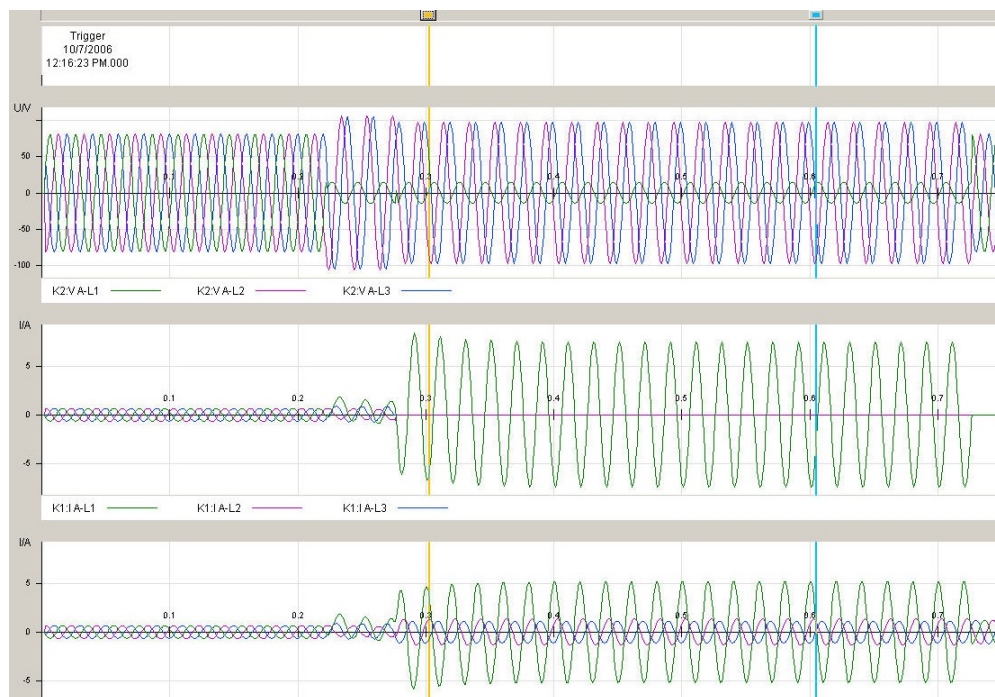 Trigger
10/7/2006
12:16:23 PM.000
U/V
50
0
-50
-100
0.1 0.2 0.3 0.4 0.5 0.6 0.7
K2:V A-L1 K2:V A-L2 K2:V A-L3
I/A
5
0
-5
0.1 0.2 0.3 0.4 0.5 0.6 0.7
K1:I A-L1 K1:I A-L2 K1:I A-L3
I/A
5
0
-5
0.1 0.2 0.3 0.4 0.5 0.6 0.7